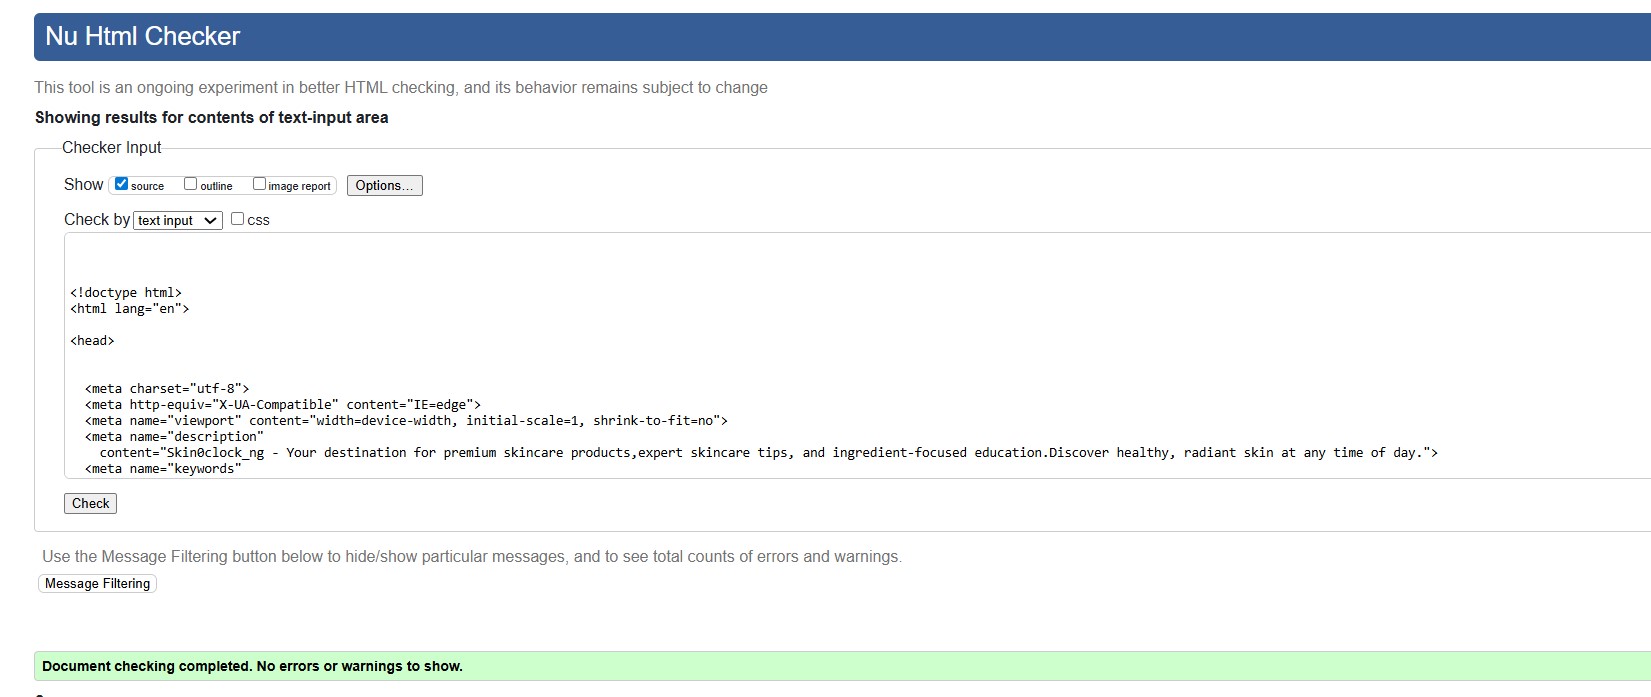 Nu Html Checker
This tool is an ongoing experiment in better HTML checking, and its behavior remains subject to change
Showing results for contents of text-input area
Checker Input
Show source outline image report Options...
Check by text input css
<!doctype html>
<html lang="en">
<head>
<meta charset="utf-8">
<meta http-equiv="X-UA-Compatible" content="IE=edge">
<meta name="viewport" content="width=device-width, initial-scale=1, shrink-to-fit=no">
<meta name="description"
content="Skin0clock_ng - Your destination for premium skincare products,expert skincare tips, and ingredient-focused education.Discover healthy, radiant skin at any time of day.">
<meta name="keywords"
Check
Use the Message Filtering button below to hide/show particular messages, and to see total counts of errors and warnings.
Message Filtering
Document checking completed. No errors or warnings to show.